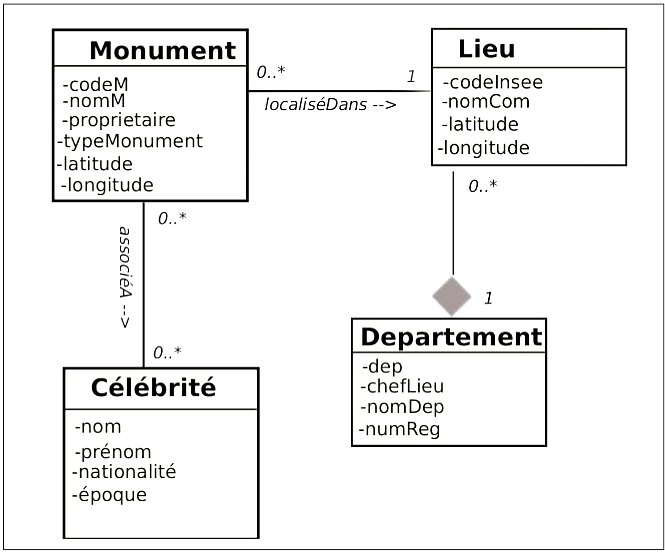 Monument
-codeM
-nomM
-proprietaire
-typeMonument
-latitude
-longitude
0..*
1
localiséDans -->
Lieu
-codeInsee
-nomCom
-latitude
-longitude
0..*
associéA -->
0..*
0..*
1
Departement
-dep
-chefLieu
-nomDep
-numReg
Célébrité
-nom
-prénom
-nationalité
-époque